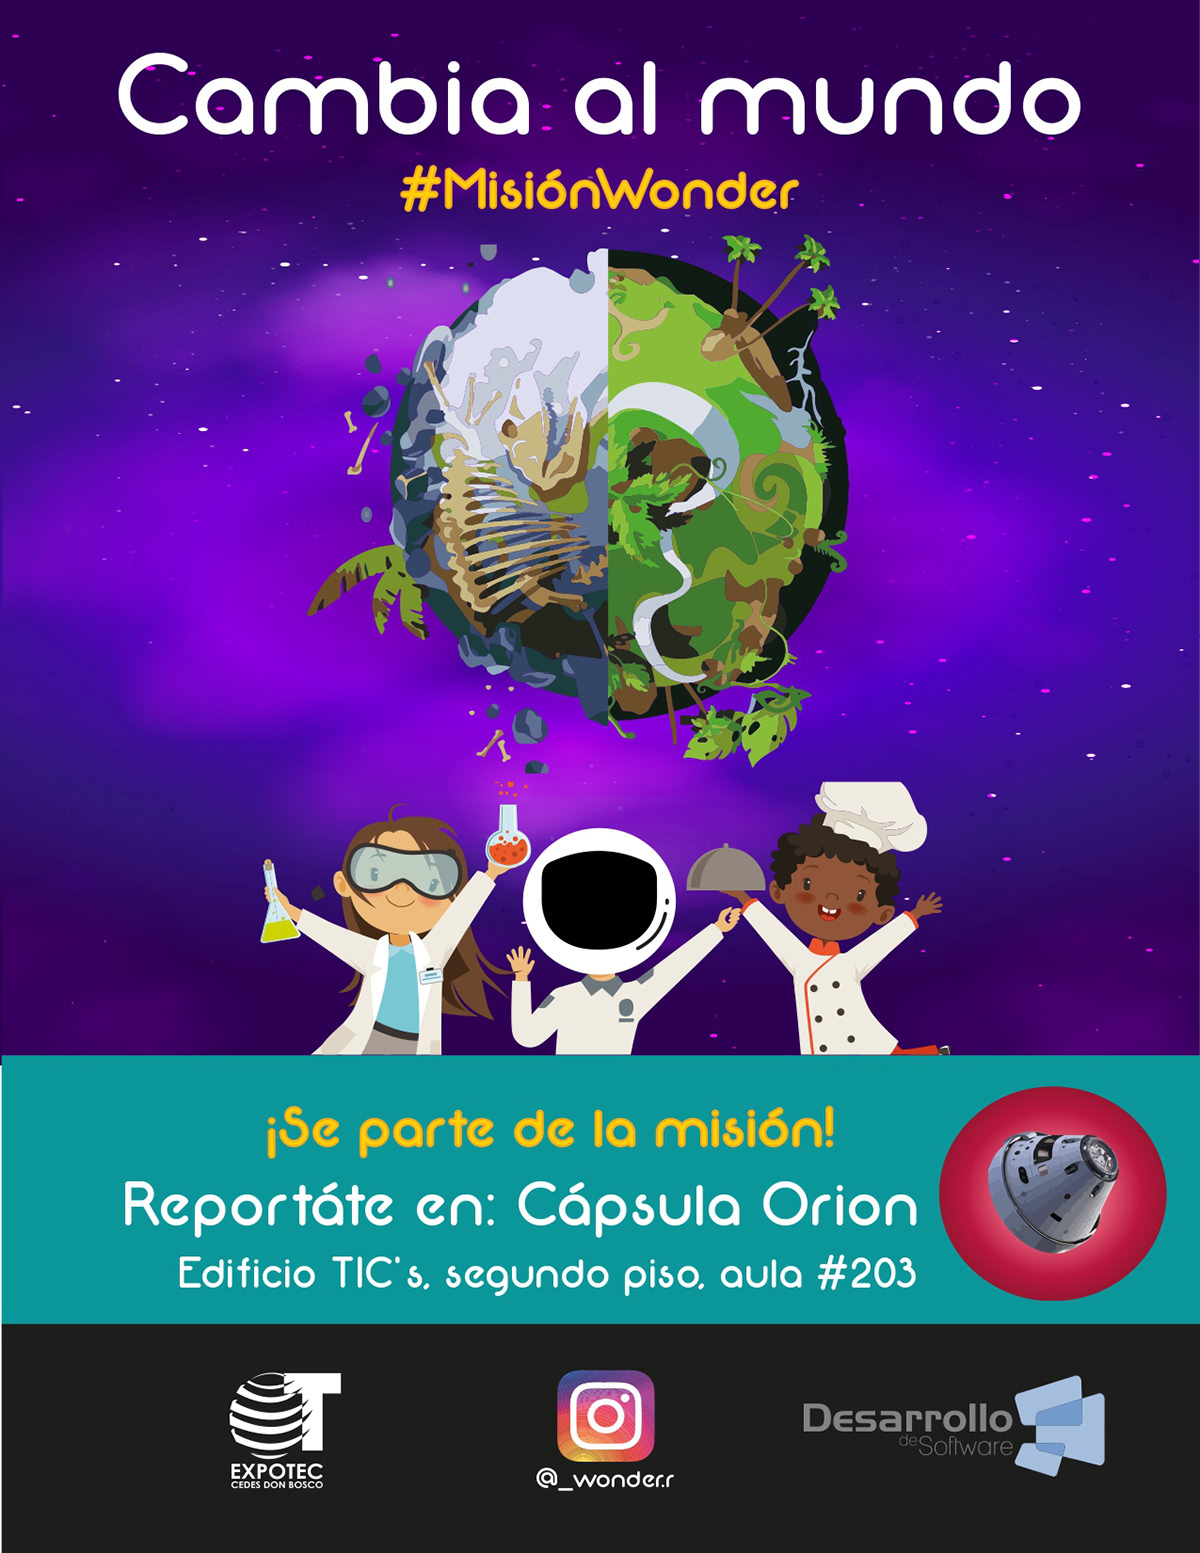 Cambia al mundo
#MisiónWonder
¡Se parte de la misión!
Reportáte en: Cápsula Orion
Edificio TIC's, segundo piso, aula #203
T
EXPOTEC
CEDES DON BOSCO
@_wonder.r
Desarrollo
de Software